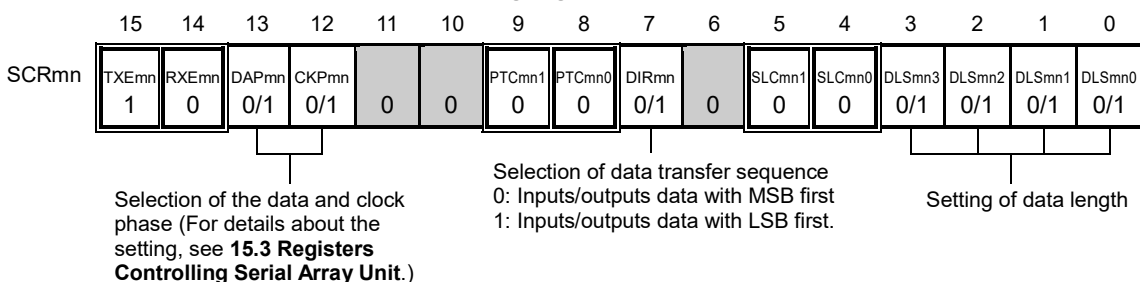 15 14 13 12 11 10 9 8 7 6 5 4 3 2 1 0
SCRmn TXEmn RXEmn DAPmn CKPmn PTCmn1 PTCmn0 DIRmn SLCmn1 SLCmn0 DLSmn3 DLSmn2 DLSmn1 DLSmn0
1 0 0/1 0/1 0 0 0 0 0/1 0 0 0 0/1 0/1 0/1 0/1
Selection of the data and clock
phase (For details about the
setting, see 15.3 Registers
Controlling Serial Array Unit.)
Selection of data transfer sequence
0: Inputs/outputs data with MSB first
1: Inputs/outputs data with LSB first.
Setting of data length